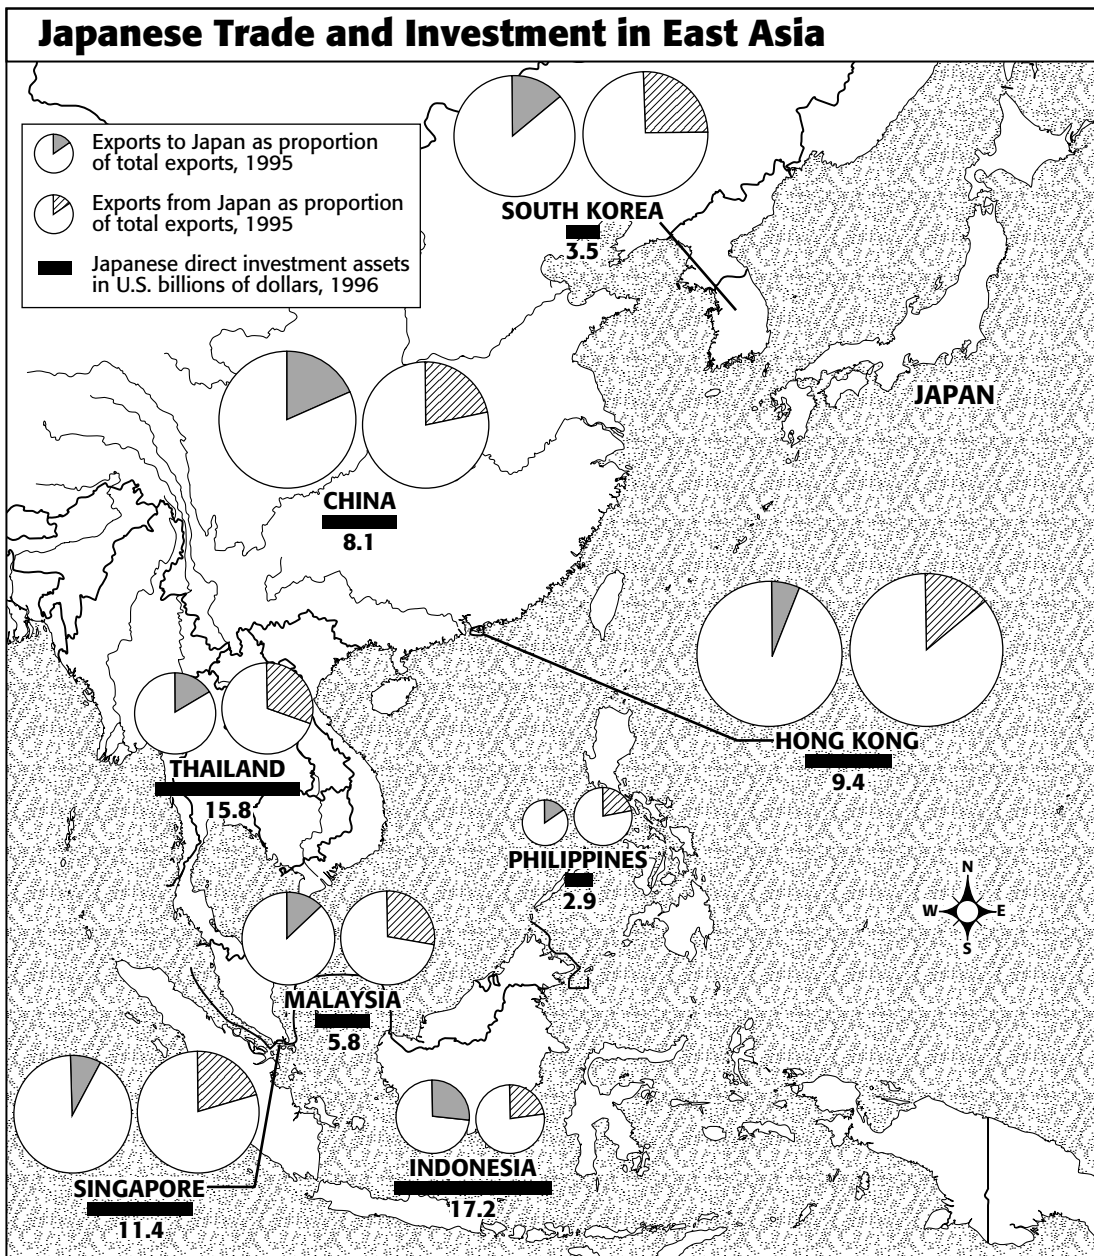 Japanese Trade and Investment in East Asia
Exports to Japan as proportion
of total exports, 1995
Exports from Japan as proportion
of total exports, 1995
Japanese direct investment assets
in U.S. billions of dollars, 1996
SOUTH KOREA
3.5
JAPAN
CHINA
8.1
HONG KONG
9.4
THAILAND
15.8
PHILIPPINES
2.9
N
W E
S
MALAYSIA
5.8
INDONESIA
17.2
SINGAPORE
11.4